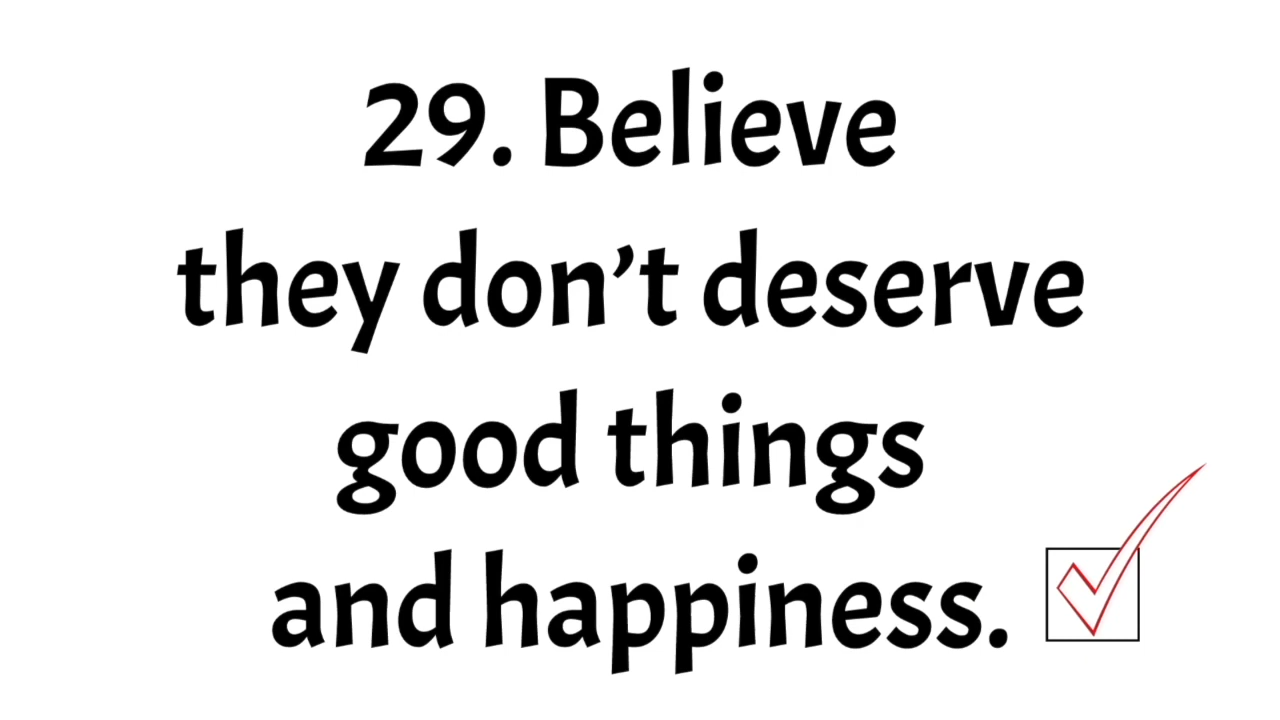 29. Believe
they don’t deserve
good things
and happiness.